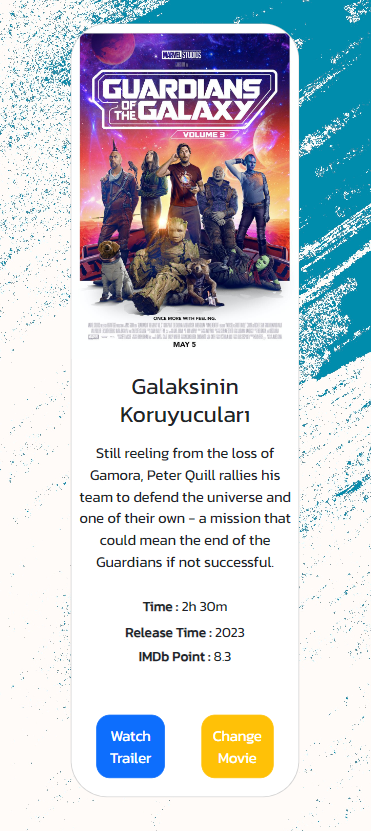 MARVEL STUDIOS
GUARDIANS
OF THE GALAXY
VOLUME 3
ONCE MORE WITH FEELING.
MAY 5
Galaksinin
Koruyucuları
Still reeling from the loss of
Gamora, Peter Quill rallies his
team to defend the universe and
one of their own - a mission that
could mean the end of the
Guardians if not successful.
Time : 2h 30m
Release Time : 2023
IMDb Point : 8.3
Watch
Trailer
Change
Movie